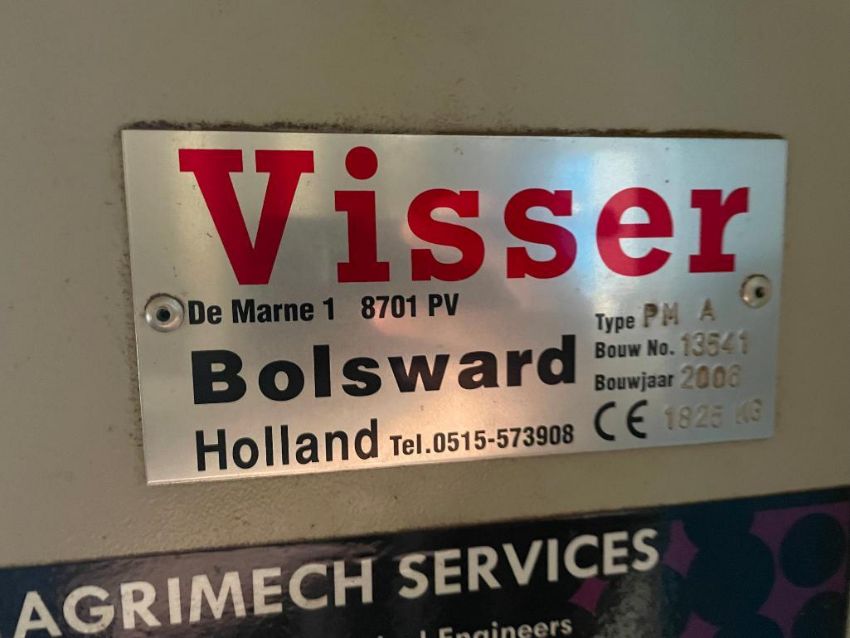 Visser
De Marne 1 8701 PV
Bolsward
Holland Tel.0515-573908
Type PM A
Bouw No. 13541
Bouwjaar 2006
CE 1825 KG
AGRIMECH SERVICES
Engineers